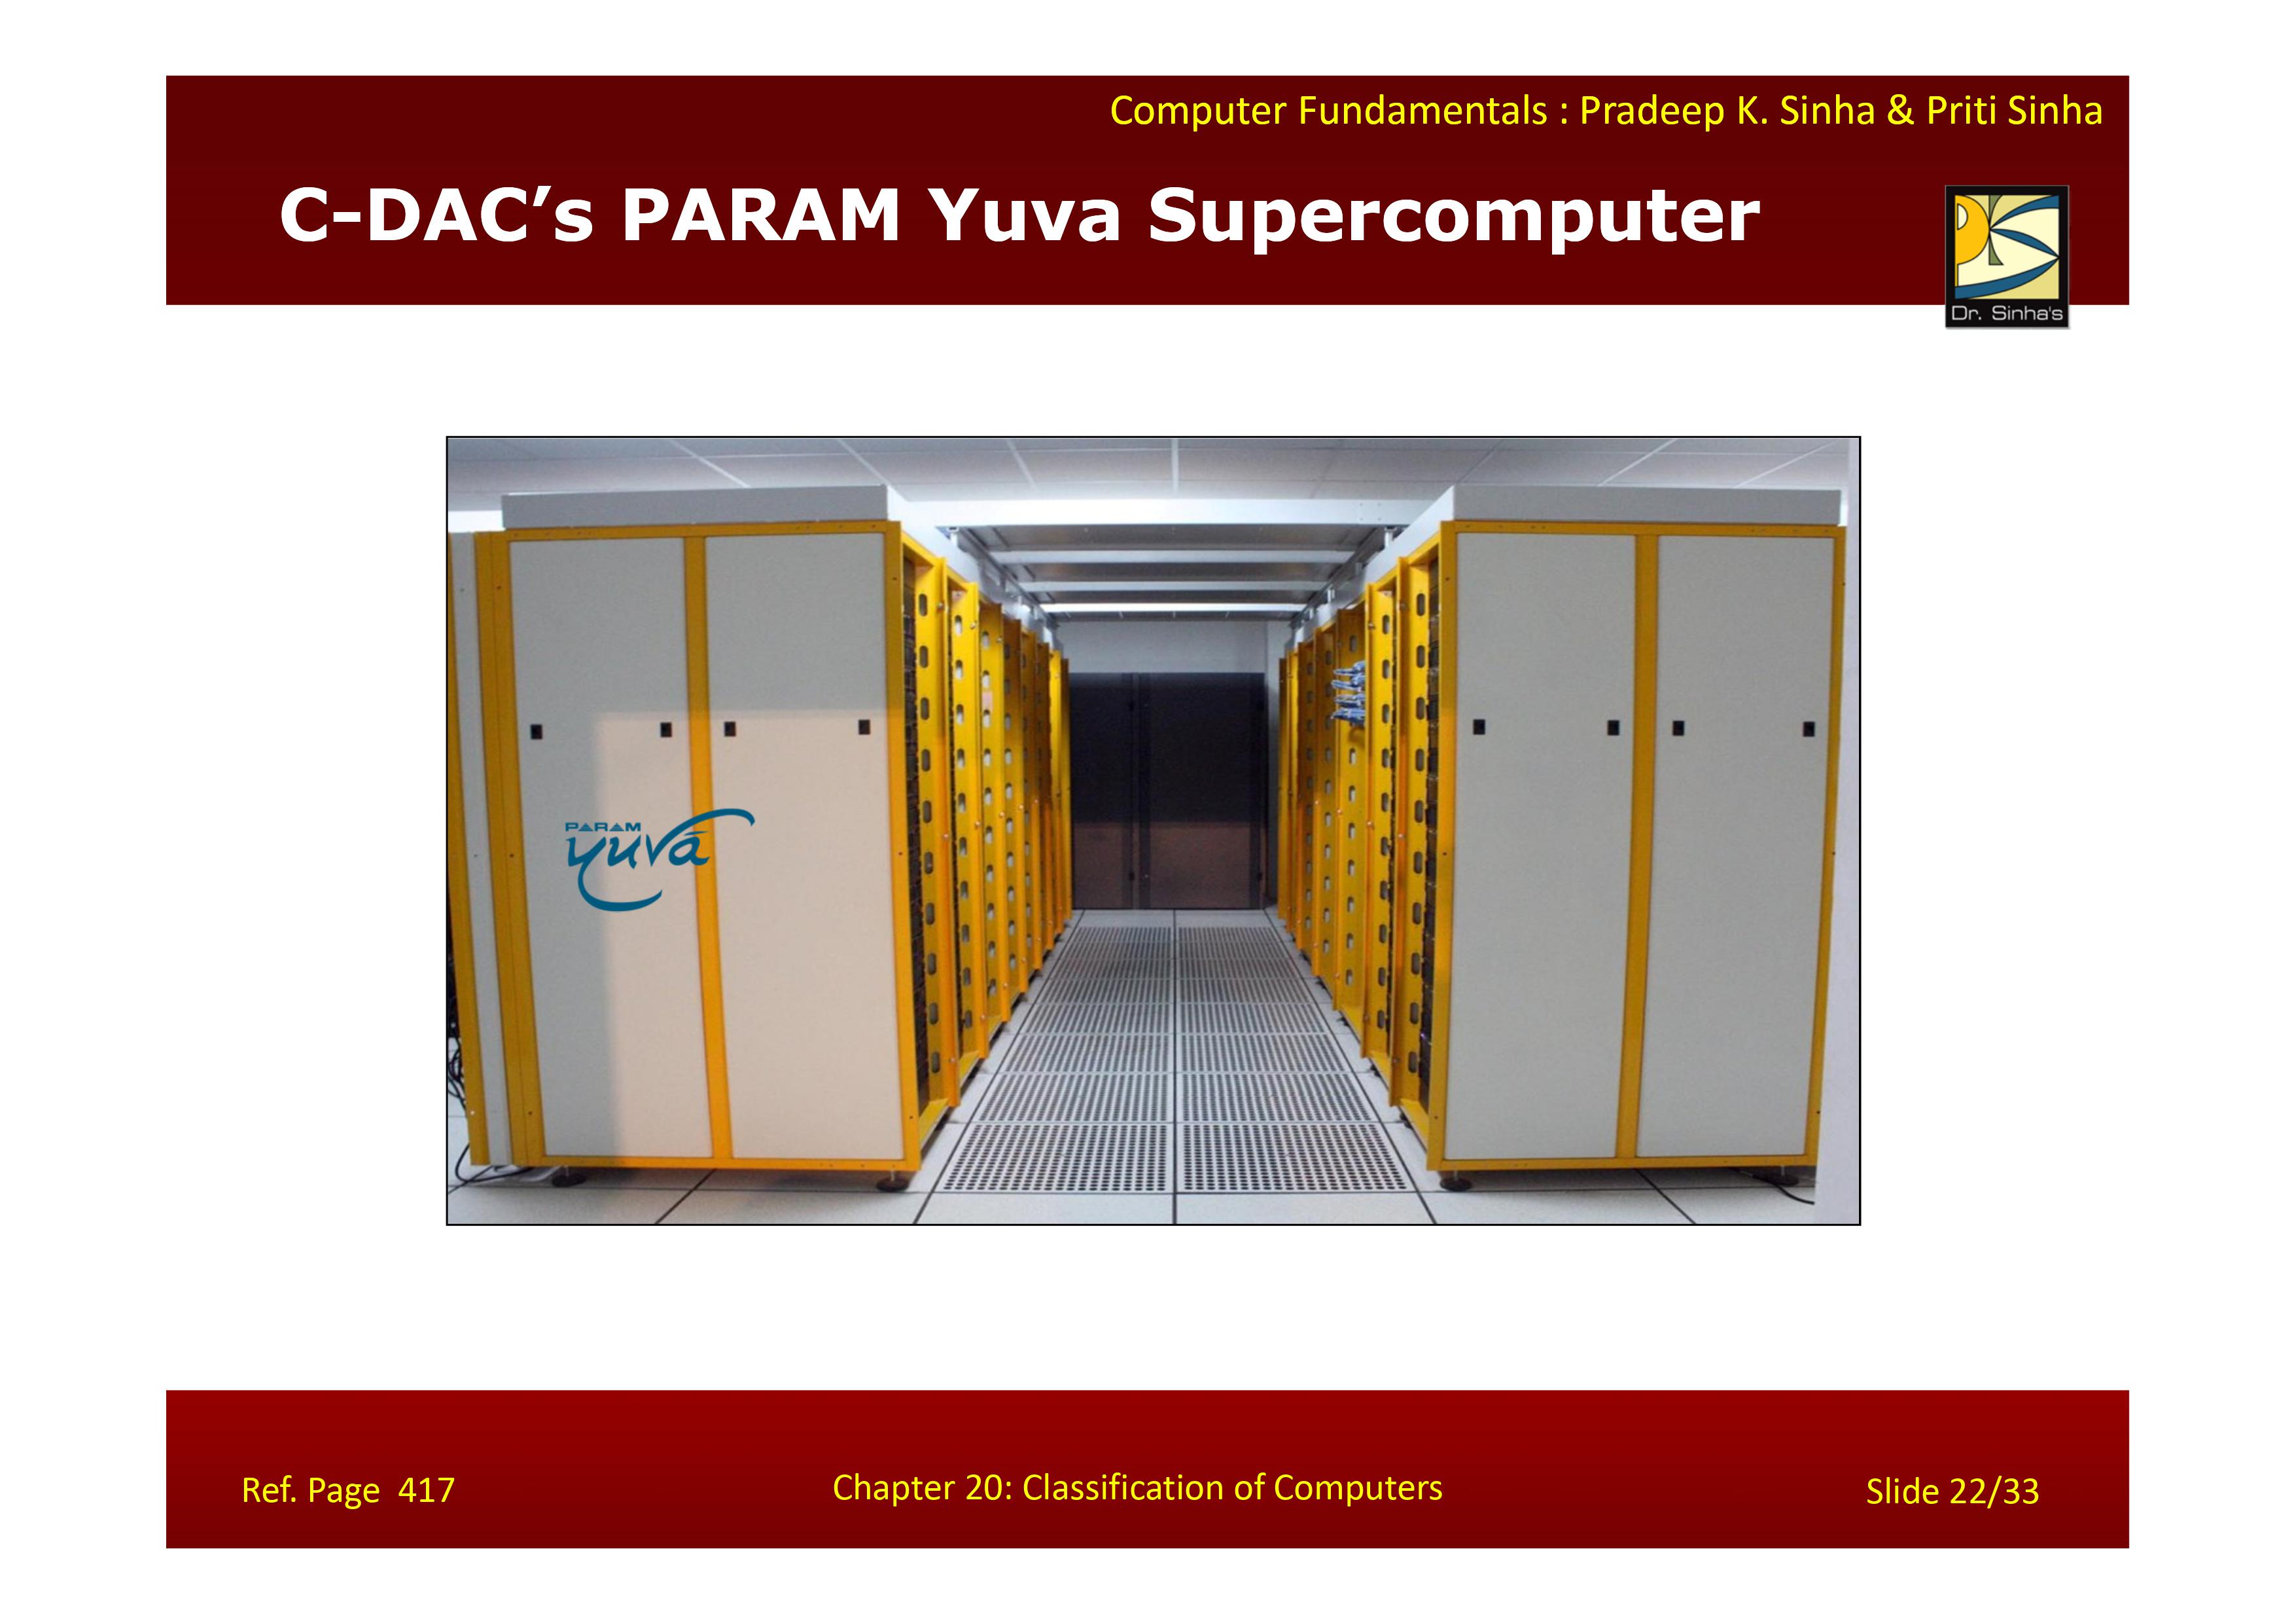 Computer Fundamentals : Pradeep K. Sinha & Priti Sinha
C-DAC’s PARAM Yuva Supercomputer
Dr. Sinha's
PARAM
yuvā
Ref. Page 417
Chapter 20: Classification of Computers
Slide 22/33